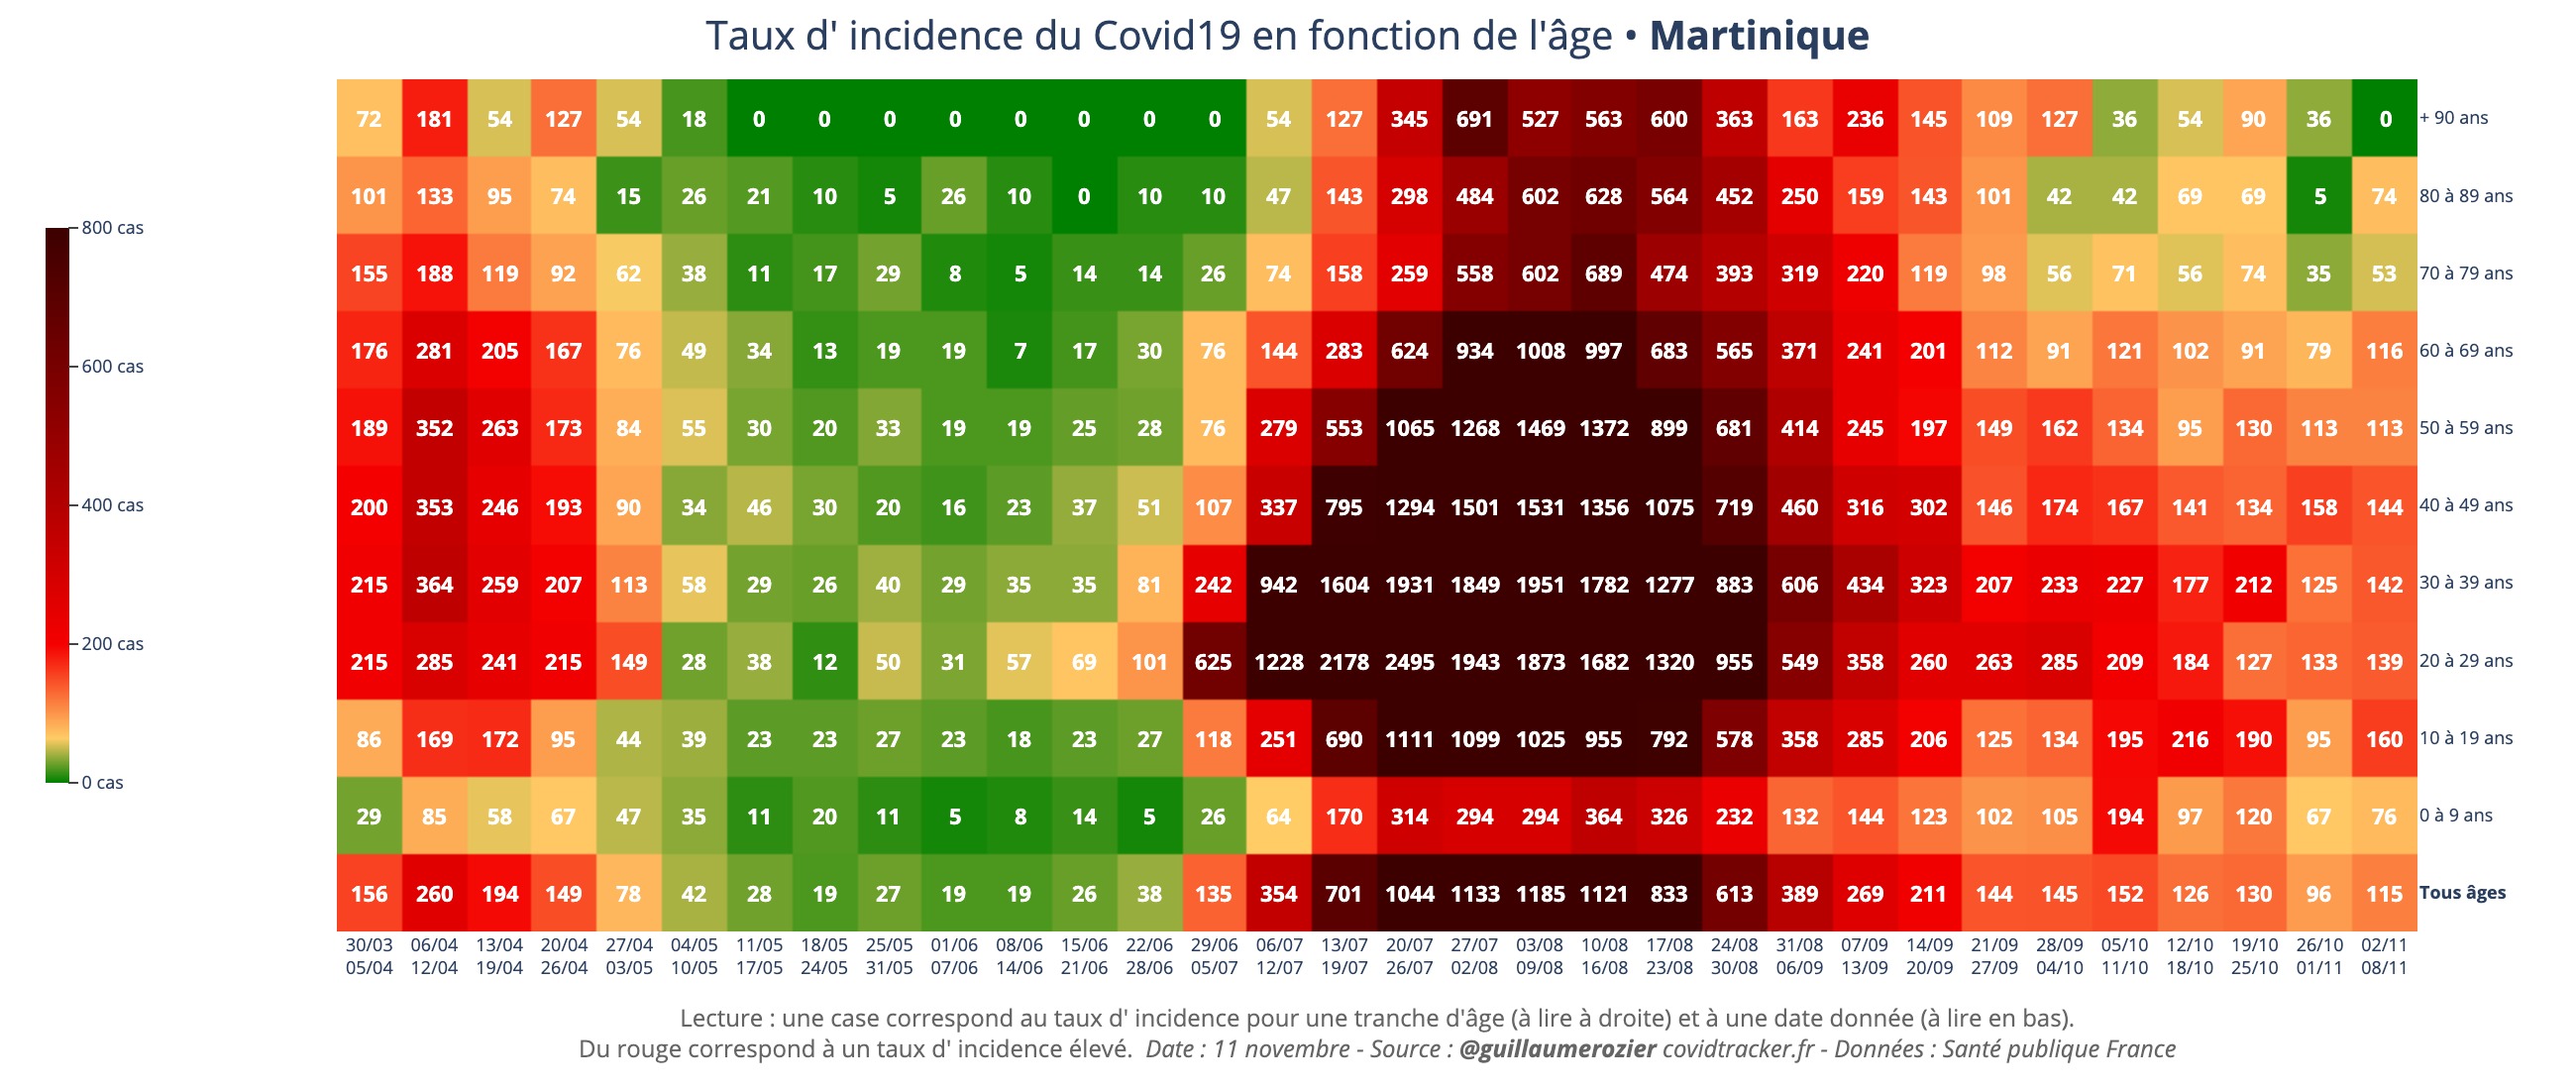 Taux d' incidence du Covid19 en fonction de l'âge • Martinique
800 cas
600 cas
400 cas
200 cas
0 cas
72 181 54 127 54 18 0 0 0 0 0 0 0 0 54 127 345 691 527 563 600 363 163 236 145 109 127 36 54 90 36 0 + 90 ans
101 133 95 74 15 26 21 10 5 26 10 0 10 10 47 143 298 484 602 628 564 452 250 159 143 101 42 42 69 69 5 74 80 à 89 ans
155 188 119 92 62 38 11 17 29 8 5 14 14 26 74 158 259 558 602 689 474 393 319 220 119 98 56 71 56 74 35 53 70 à 79 ans
176 281 205 167 76 49 34 13 19 19 7 17 30 76 144 283 624 934 1008 997 683 565 371 241 201 112 91 121 102 91 79 116 60 à 69 ans
189 352 263 173 84 55 30 20 33 19 19 25 28 76 279 553 1065 1268 1469 1372 899 681 414 245 197 149 162 134 95 130 113 113 50 à 59 ans
200 353 246 193 90 34 46 30 20 16 23 37 51 107 337 795 1294 1501 1531 1356 1075 719 460 316 302 146 174 167 141 134 158 144 40 à 49 ans
215 364 259 207 113 58 29 26 40 29 35 35 81 242 942 1604 1931 1849 1951 1782 1277 883 606 434 323 207 233 227 177 212 125 142 30 à 39 ans
215 285 241 215 149 28 38 12 50 31 57 69 101 625 1228 2178 2495 1943 1873 1682 1320 955 549 358 260 263 285 209 184 127 133 139 20 à 29 ans
86 169 172 95 44 39 23 23 27 23 18 23 27 118 251 690 1111 1099 1025 955 792 578 358 285 206 125 134 195 216 190 95 160 10 à 19 ans
29 85 58 67 47 35 11 20 11 5 8 14 5 26 64 170 314 294 294 364 326 232 132 144 123 102 105 194 97 120 67 76 0 à 9 ans
156 260 194 149 78 42 28 19 27 19 19 26 38 135 354 701 1044 1133 1185 1121 833 613 389 269 211 144 145 152 126 130 96 115 Tous âges
30/03 06/04 13/04 20/04 27/04 04/05 11/05 18/05 25/05 01/06 08/06 15/06 22/06 29/06 06/07 13/07 20/07 27/07 03/08 10/08 17/08 24/08 31/08 07/09 14/09 21/09 28/09 05/10 12/10 19/10 26/10 02/11
05/04 12/04 19/04 26/04 03/05 10/05 17/05 24/05 31/05 07/06 14/06 21/06 28/06 05/07 12/07 19/07 26/07 02/08 09/08 16/08 23/08 30/08 06/09 13/09 20/09 27/09 04/10 11/10 18/10 25/10 01/11 08/11
Lecture : une case correspond au taux d' incidence pour une tranche d'âge (à lire à droite) et à une date donnée (à lire en bas).
Du rouge correspond à un taux d' incidence élevé. Date : 11 novembre - Source : @guillaumerozier covidtracker.fr - Données : Santé publique France